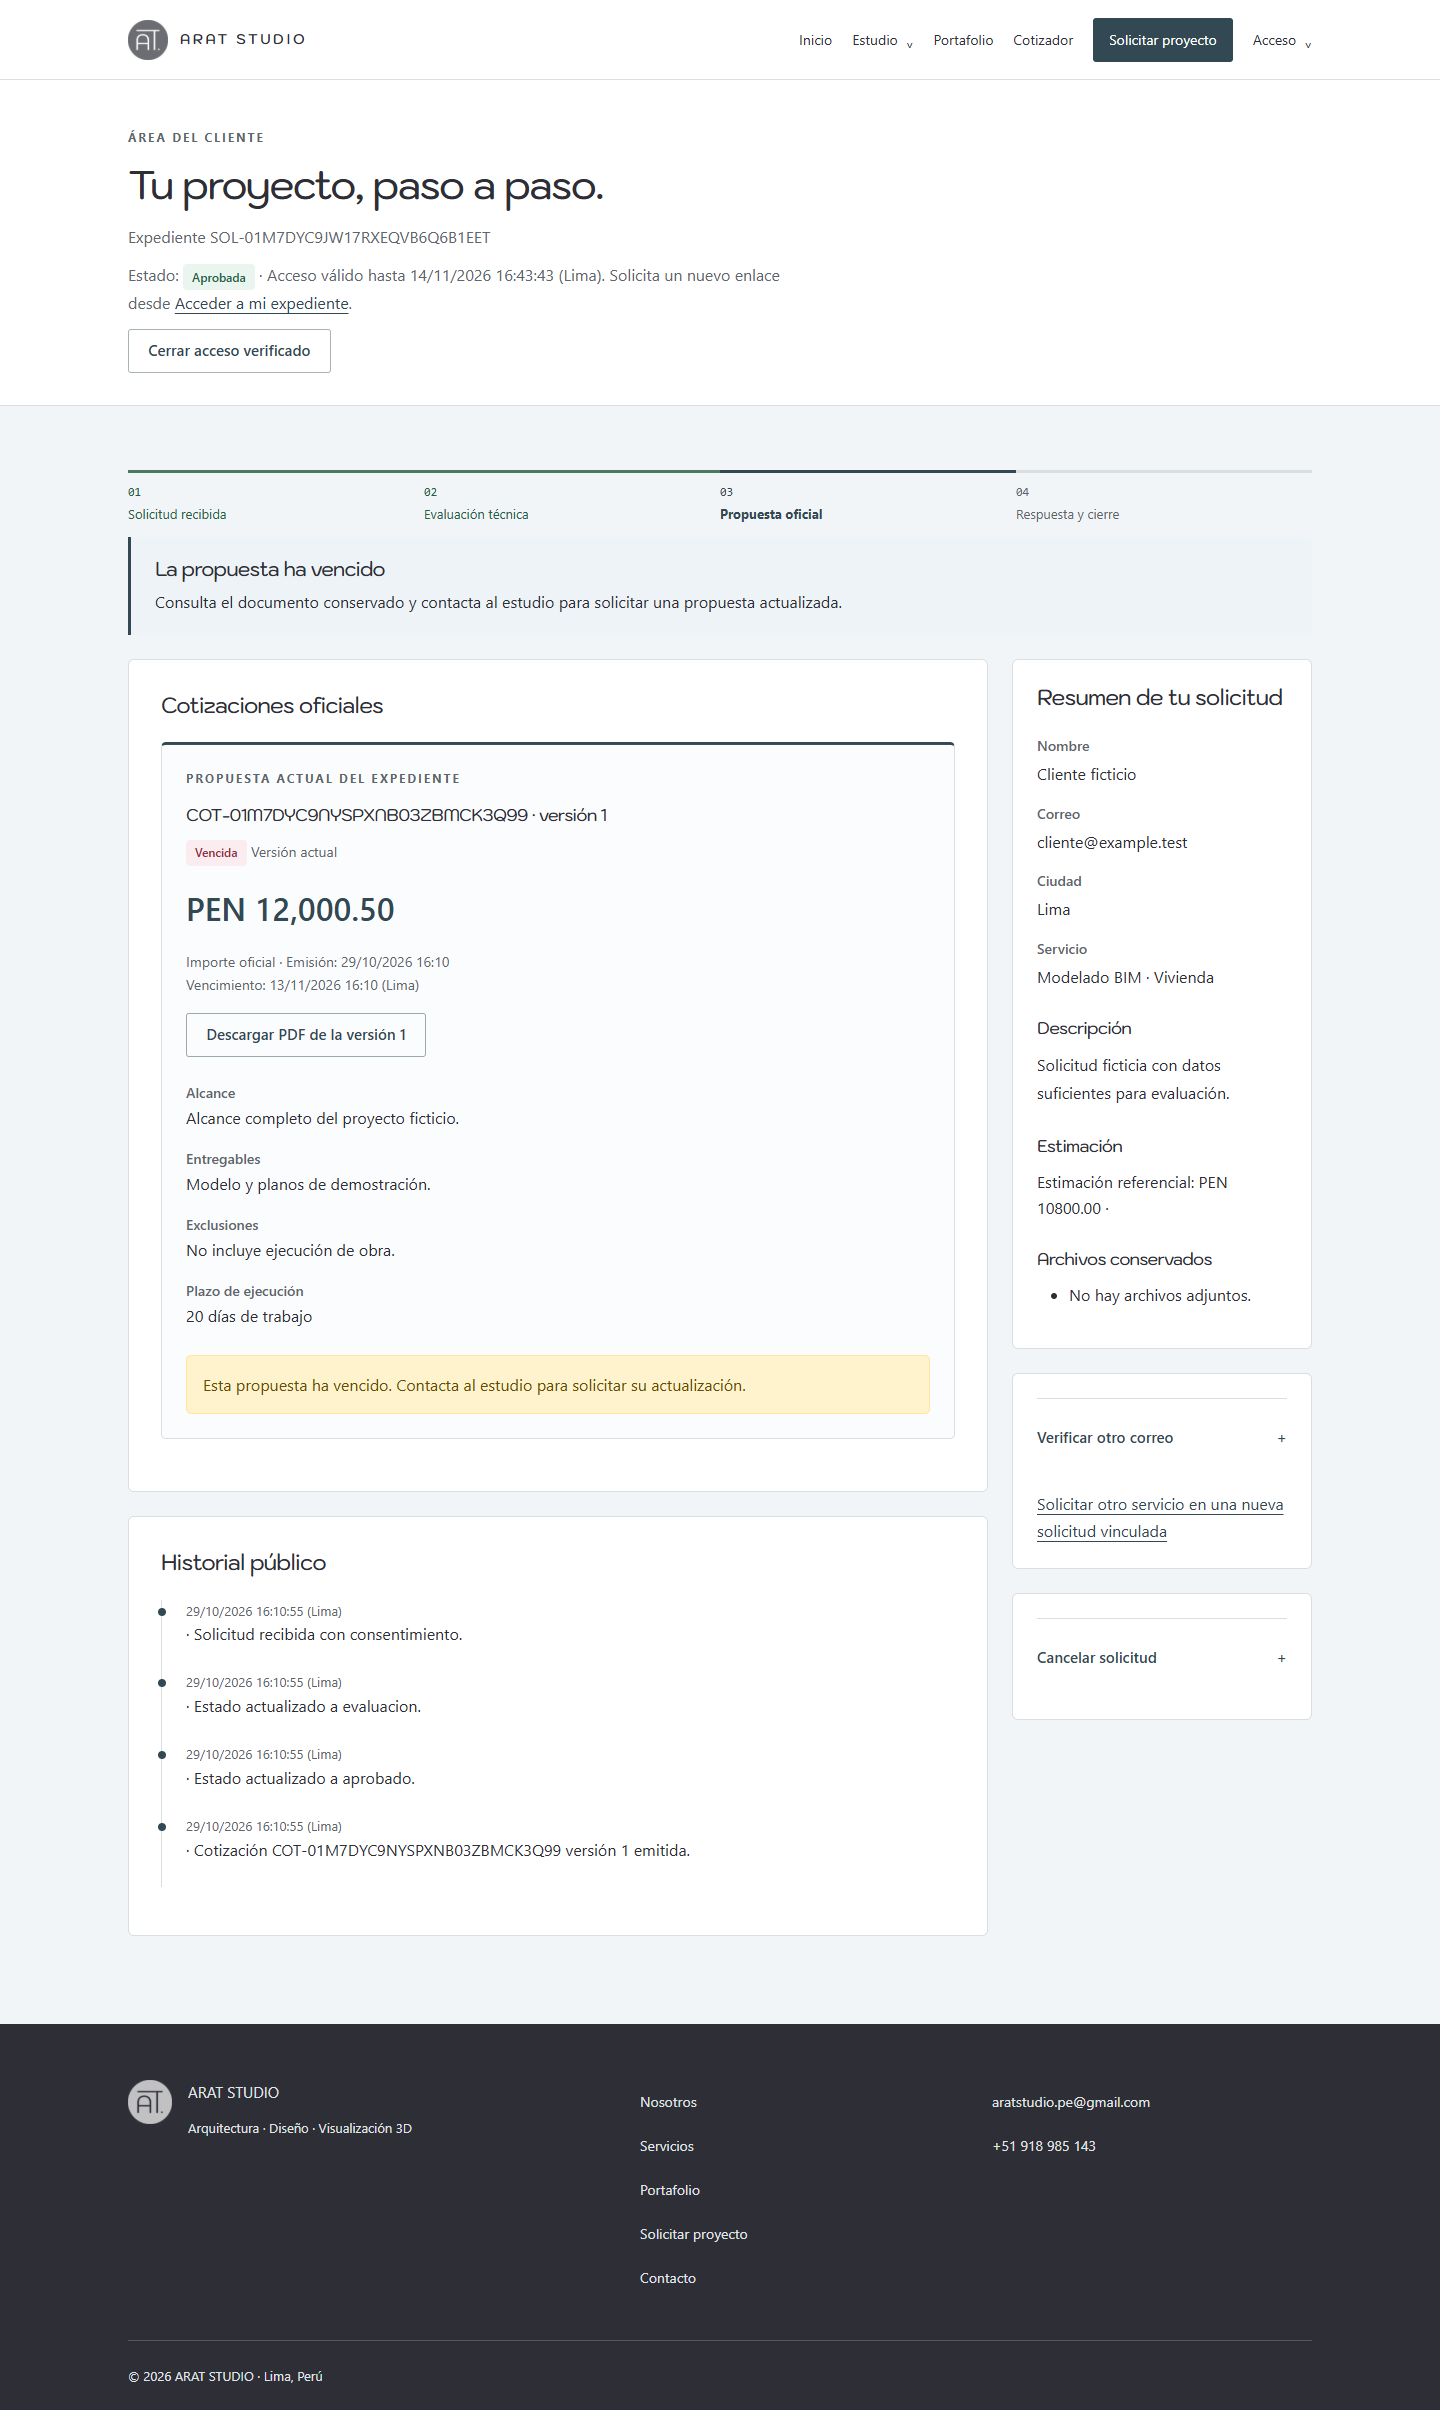 AT.
ARAT STUDIO
Inicio
Estudio v
Portafolio
Cotizador
Solicitar proyecto
Acceso v
ÁREA DEL CLIENTE
Tu proyecto, paso a paso.
Expediente SOL-01M7DYC9JW17RXEQVB6Q6B1EET
Estado: Aprobada · Acceso válido hasta 14/11/2026 16:43:43 (Lima). Solicita un nuevo enlace
desde Acceder a mi expediente.
Cerrar acceso verificado
01
Solicitud recibida
02
Evaluación técnica
03
Propuesta oficial
04
Respuesta y cierre
La propuesta ha vencido
Consulta el documento conservado y contacta al estudio para solicitar una propuesta actualizada.
Cotizaciones oficiales
PROPUESTA ACTUAL DEL EXPEDIENTE
COT-01M7DYC9NYSPXNB03ZBMCK3Q99 · versión 1
Vencida Versión actual
PEN 12,000.50
Importe oficial · Emisión: 29/10/2026 16:10
Vencimiento: 13/11/2026 16:10 (Lima)
Descargar PDF de la versión 1
Alcance
Alcance completo del proyecto ficticio.
Entregables
Modelo y planos de demostración.
Exclusiones
No incluye ejecución de obra.
Plazo de ejecución
20 días de trabajo
Esta propuesta ha vencido. Contacta al estudio para solicitar su actualización.
Historial público
29/10/2026 16:10:55 (Lima)
· Solicitud recibida con consentimiento.
29/10/2026 16:10:55 (Lima)
· Estado actualizado a evaluacion.
29/10/2026 16:10:55 (Lima)
· Estado actualizado a aprobado.
29/10/2026 16:10:55 (Lima)
· Cotización COT-01M7DYC9NYSPXNB03ZBMCK3Q99 versión 1 emitida.
Resumen de tu solicitud
Nombre
Cliente ficticio
Correo
cliente@example.test
Ciudad
Lima
Servicio
Modelado BIM · Vivienda
Descripción
Solicitud ficticia con datos
suficientes para evaluación.
Estimación
Estimación referencial: PEN
10800.00 ·
Archivos conservados
• No hay archivos adjuntos.
Verificar otro correo +
Solicitar otro servicio en una nueva
solicitud vinculada
Cancelar solicitud +
AT.
ARAT STUDIO
Arquitectura · Diseño · Visualización 3D
Nosotros
Servicios
Portafolio
Solicitar proyecto
Contacto
aratstudio.pe@gmail.com
+51 918 985 143
© 2026 ARAT STUDIO · Lima, Perú